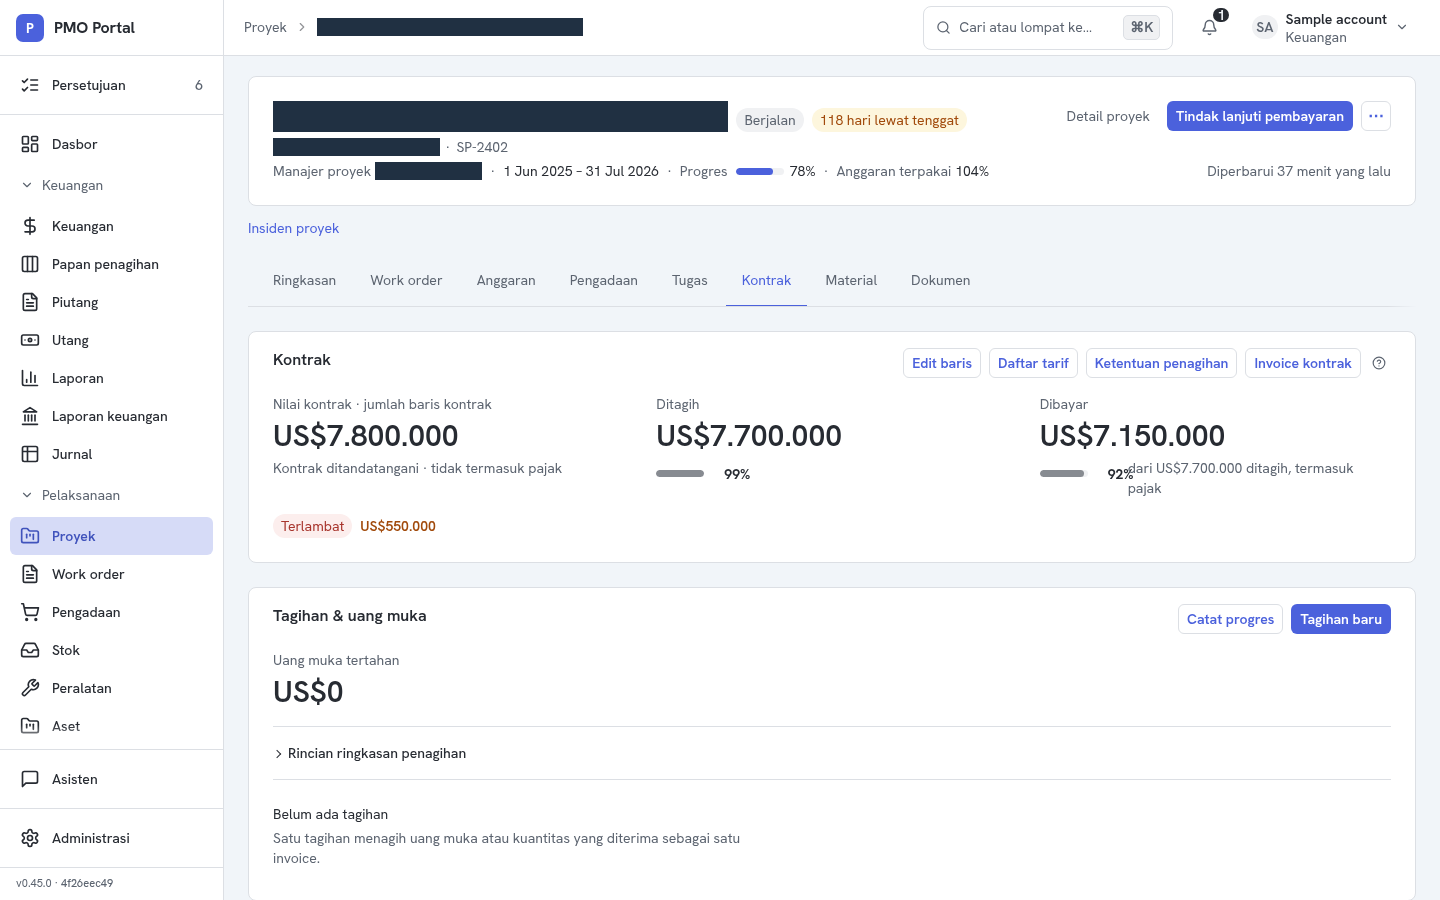 P PMO Portal
Proyek
Cari atau lompat ke...
⌘K
1
SA
Sample account
Keuangan
Persetujuan 6
Dasbor
Keuangan
Keuangan
Papan penagihan
Piutang
Utang
Laporan
Laporan keuangan
Jurnal
Pelaksanaan
Proyek
Work order
Pengadaan
Stok
Peralatan
Aset
Asisten
Administrasi
v0.45.0 · 4f26eec49
Berjalan
118 hari lewat tenggat
Detail proyek
Tindak lanjuti pembayaran
· SP-2402
Manajer proyek · 1 Jun 2025 – 31 Jul 2026 · Progres 78% · Anggaran terpakai 104%
Diperbarui 37 menit yang lalu
Insiden proyek
Ringkasan
Work order
Anggaran
Pengadaan
Tugas
Kontrak
Material
Dokumen
Kontrak
Edit baris
Daftar tarif
Ketentuan penagihan
Invoice kontrak
Nilai kontrak · jumlah baris kontrak
US$7.800.000
Kontrak ditandatangani · tidak termasuk pajak
Ditagih
US$7.700.000
99%
Dibayar
US$7.150.000
92%
dari US$7.700.000 ditagih, termasuk
pajak
Terlambat US$550.000
Tagihan & uang muka
Catat progres
Tagihan baru
Uang muka tertahan
US$0
Rincian ringkasan penagihan
Belum ada tagihan
Satu tagihan menagih uang muka atau kuantitas yang diterima sebagai satu
invoice.